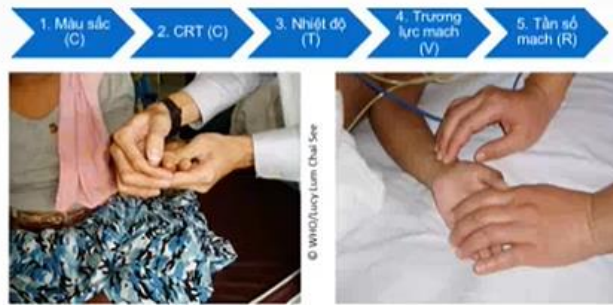 1. Màu sắc
(C)
2. CRT (C)
3. Nhiệt độ
(T)
4. Trương
lực mạch
(V)
5. Tần số
mạch (R)
© WHO/Lucy Lum Chai See